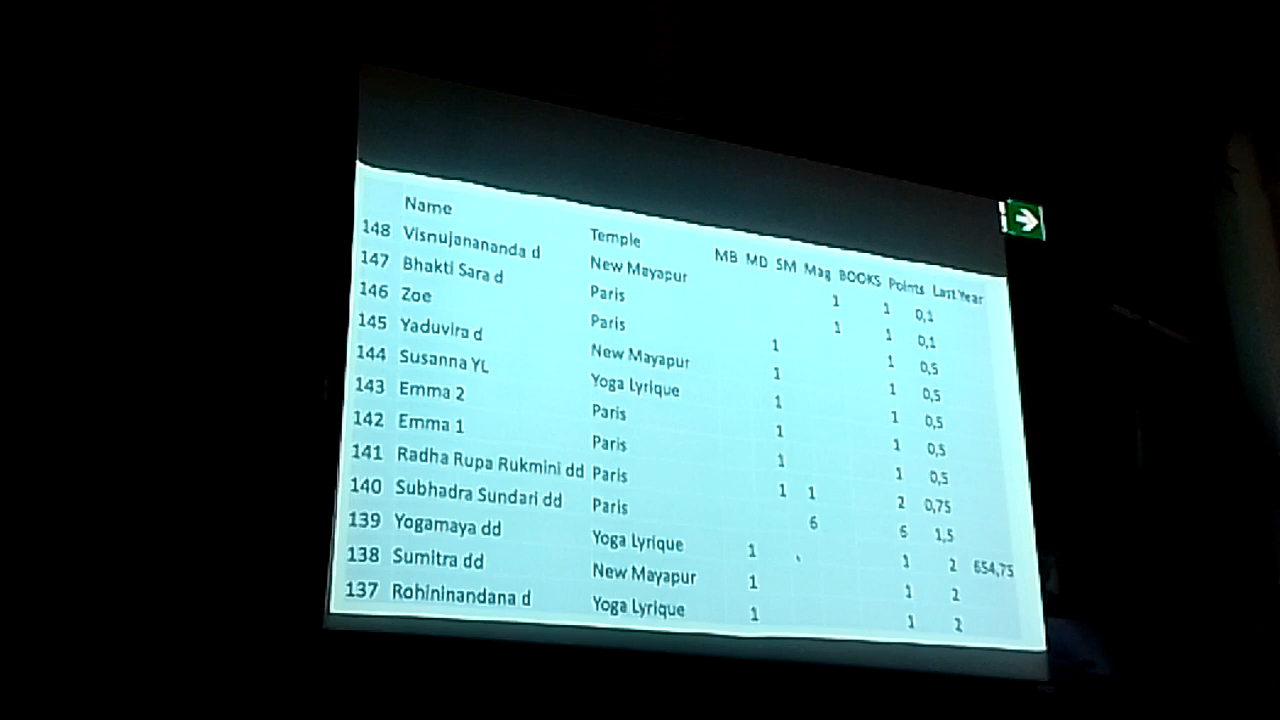 Name Temple MB MD SM Mag BOOKS Points Last Year
148 Visnujanananda d New Mayapur 1 1 0,1
147 Bhakti Sara d Paris 1 1 0,1
146 Zoe Paris 1 1 0,5
145 Yaduvira d New Mayapur 1 1 0,5
144 Susanna YL Yoga Lyrique 1 1 0,5
143 Emma 2 Paris 1 1 0,5
142 Emma 1 Paris 1 1 0,5
141 Radha Rupa Rukmini dd Paris 1 1 2 0,75
140 Subhadra Sundari dd Paris 6 6 1,5
139 Yogamaya dd Yoga Lyrique 1 1 2 654,75
138 Sumitra dd New Mayapur 1 1 2
137 Rohininandana d Yoga Lyrique 1 1 2